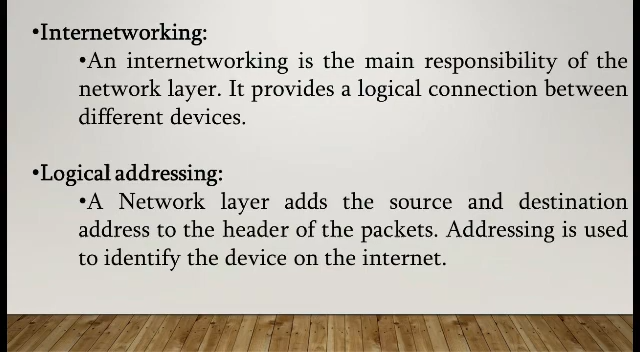 •Internetworking:
•An internetworking is the main responsibility of the
network layer. It provides a logical connection between
different devices.
•Logical addressing:
•A Network layer adds the source and destination
address to the header of the packets. Addressing is used
to identify the device on the internet.